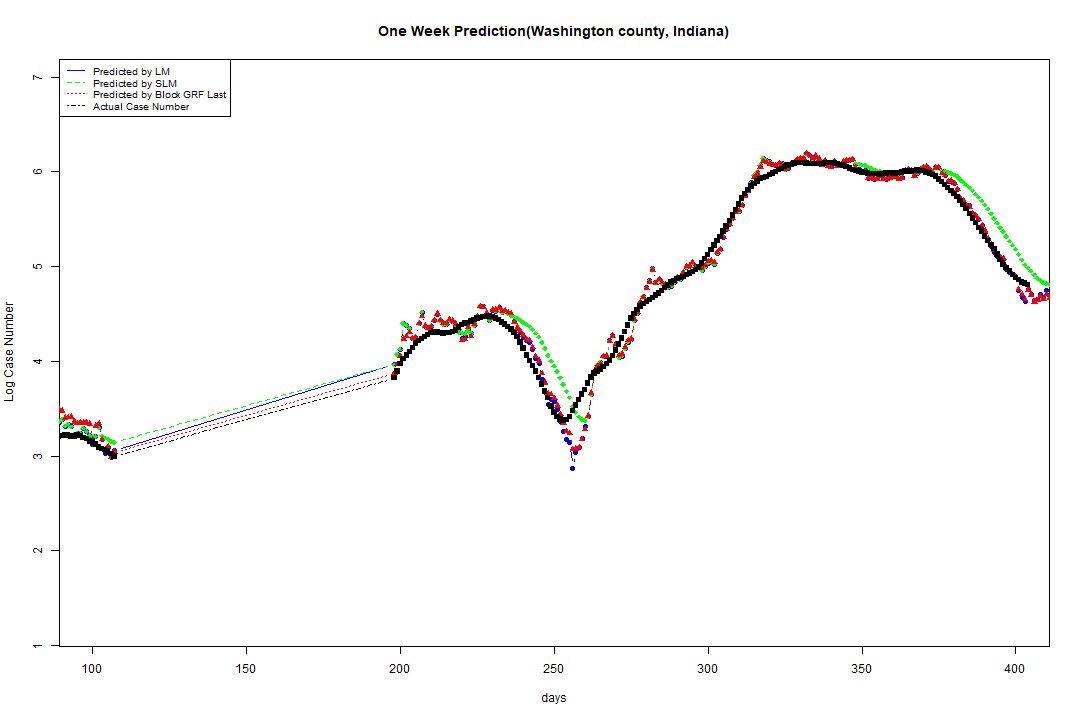 One Week Prediction(Washington county, Indiana)
Predicted by LM
Predicted by SLM
Predicted by Block GRF Last
Actual Case Number
7
6
5
4
3
2
1
Log Case Number
100 150 200 250 300 350 400
days